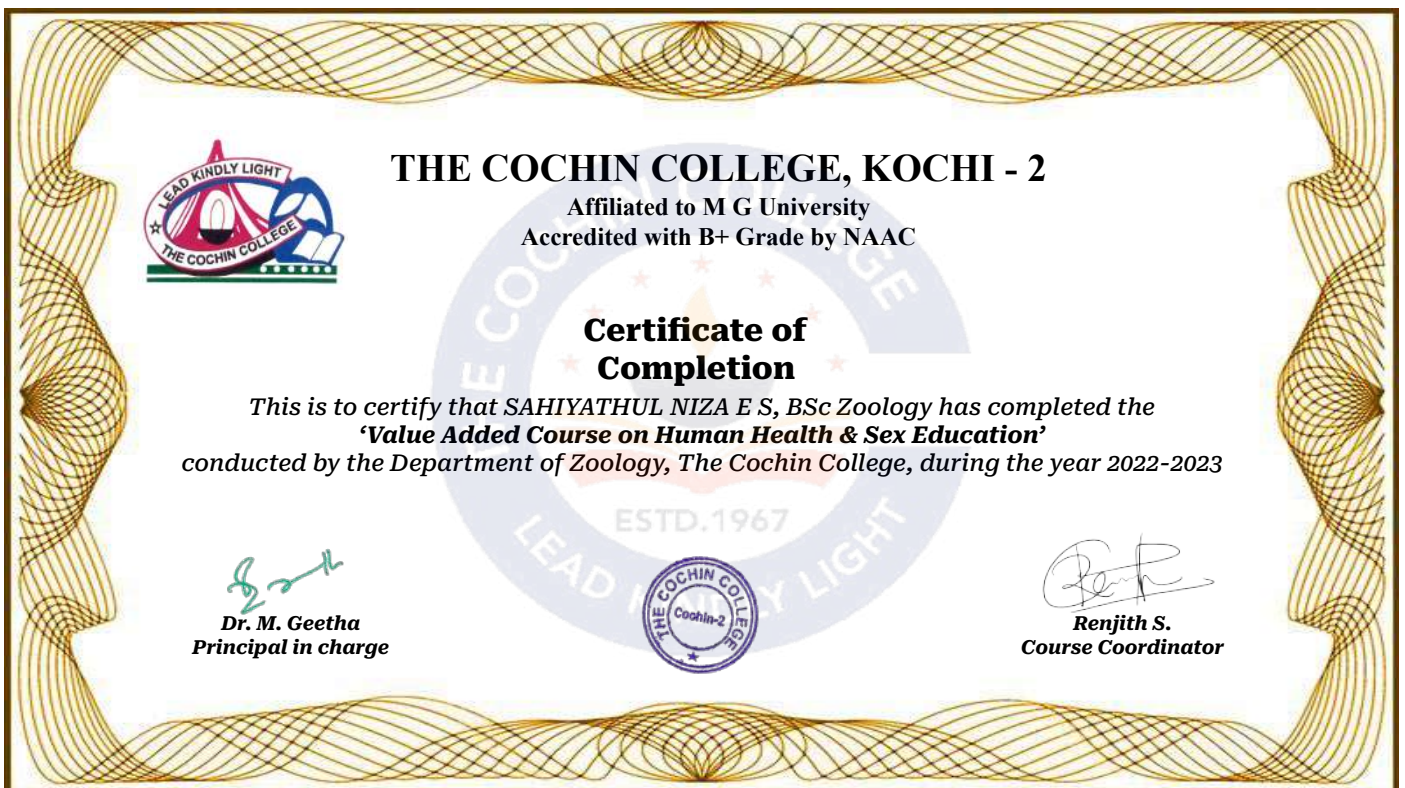 LEAD KINDLY LIGHT
THE COCHIN COLLEGE
THE COCHIN COLLEGE, KOCHI - 2
Affiliated to M G University
Accredited with B+ Grade by NAAC
THE COCHIN COLLEGE
Certificate of
Completion
This is to certify that SAHIYATHUL NIZA E S, BSc Zoology has completed the
‘Value Added Course on Human Health & Sex Education’
conducted by the Department of Zoology, The Cochin College, during the year 2022-2023
ESTD.1967
LEAD KINDLY LIGHT
Dr. M. Geetha
Principal in charge
THE COCHIN COLLEGE
Cochin-2
Renjith S.
Course Coordinator